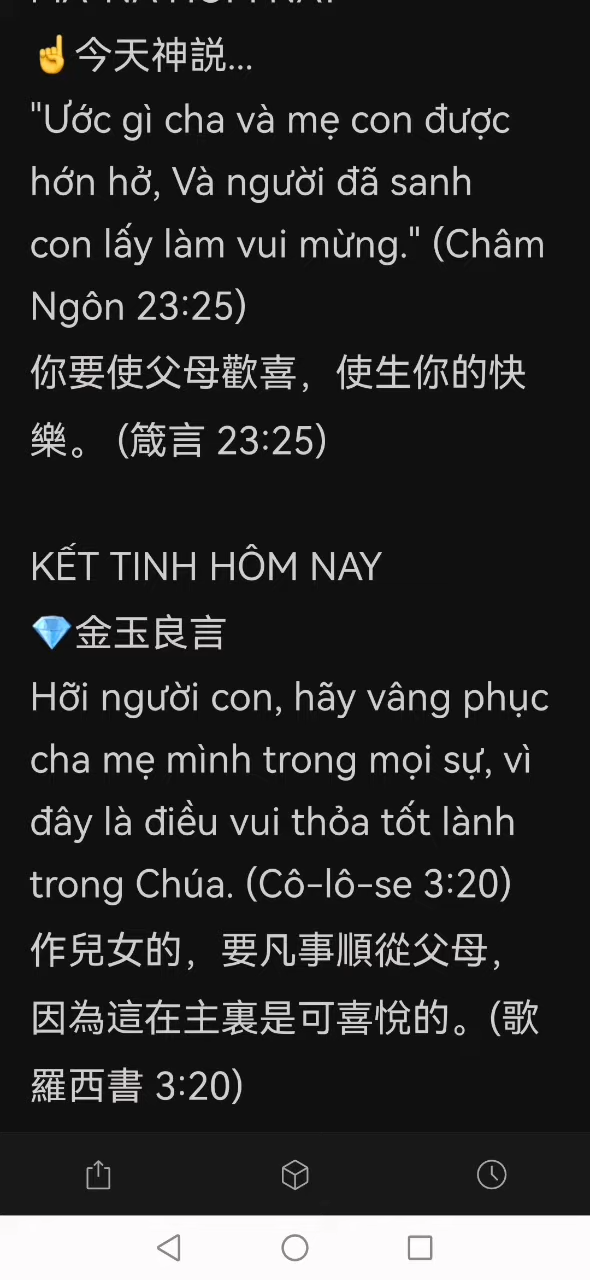 ☝今天神説...
"Ước gì cha và mẹ con được
hớn hở, Và người đã sanh
con lấy làm vui mừng." (Châm
Ngôn 23:25)
你要使父母歡喜，使生你的快
樂。 (箴言 23:25)
KẾT TINH HÔM NAY
💎金玉良言
Hỡi người con, hãy vâng phục
cha mẹ mình trong mọi sự, vì
đây là điều vui thỏa tốt lành
trong Chúa. (Cô-lô-se 3:20)
作兒女的，要凡事順從父母，
因為這在主裏是可喜悅的。(歌
羅西書 3:20)